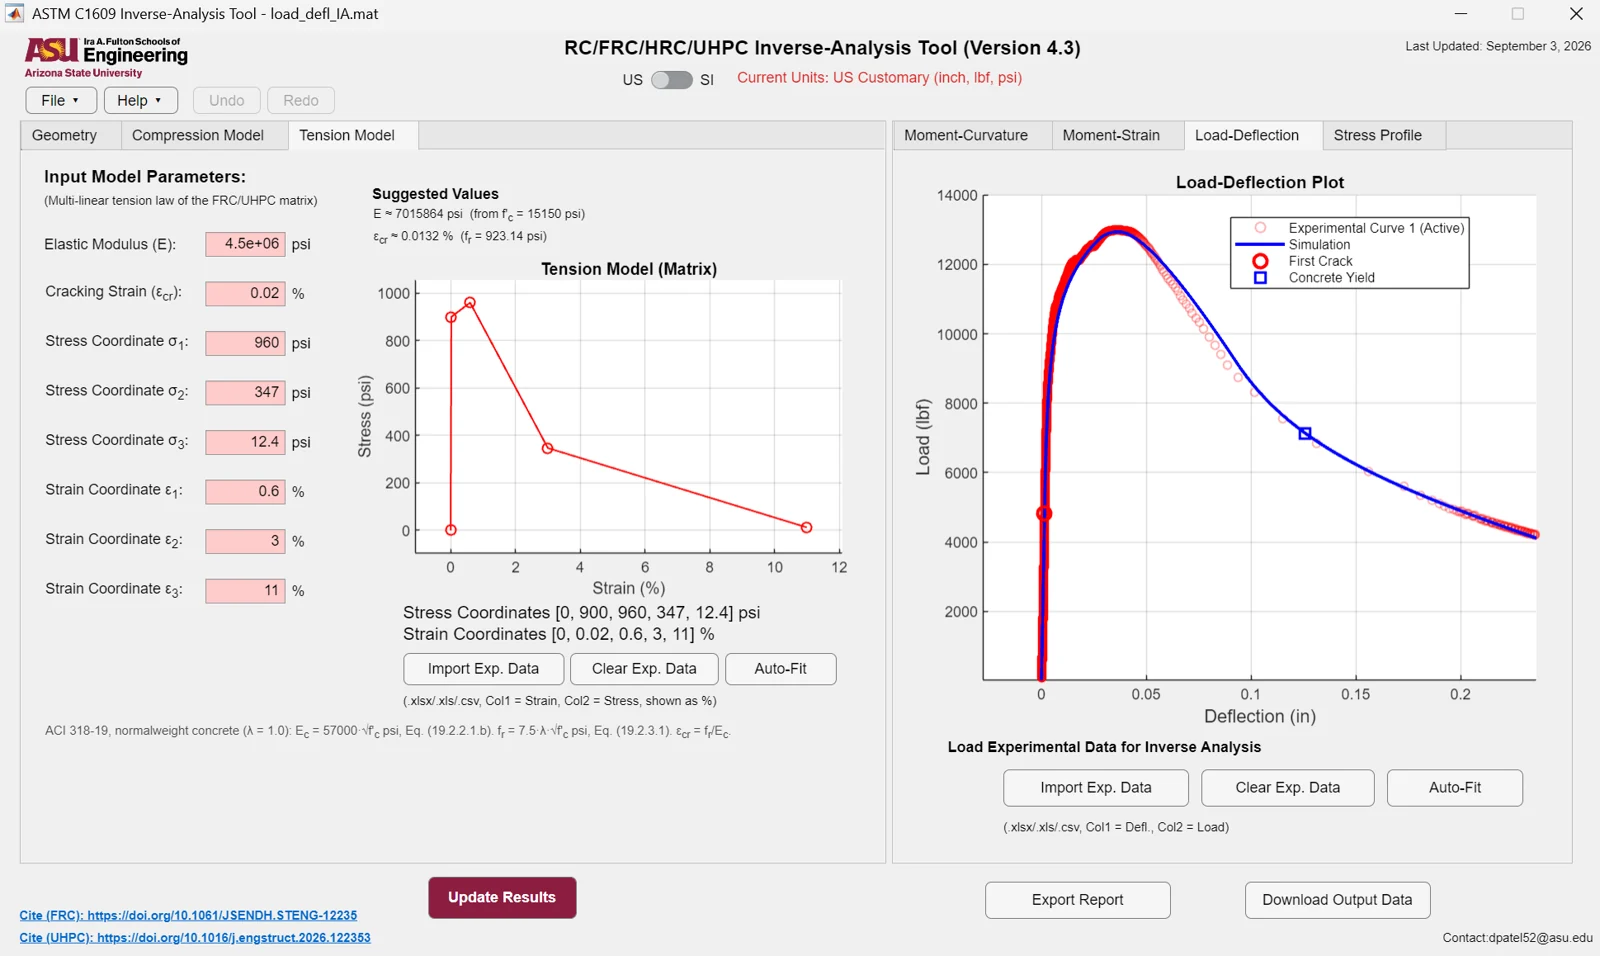 ASTM C1609 Inverse-Analysis Tool - load_defl_IA.mat
ASU Ira A. Fulton Schools of
Engineering
Arizona State University
RC/FRC/HRC/UHPC Inverse-Analysis Tool (Version 4.3)
Last Updated: September 3, 2026
US SI Current Units: US Customary (inch, lbf, psi)
File ▾ Help ▾ Undo Redo
Geometry Compression Model Tension Model
Input Model Parameters:
(Multi-linear tension law of the FRC/UHPC matrix)
Elastic Modulus (E): 4.5e+06 psi
Cracking Strain (εcr): 0.02 %
Stress Coordinate σ1: 960 psi
Stress Coordinate σ2: 347 psi
Stress Coordinate σ3: 12.4 psi
Strain Coordinate ε1: 0.6 %
Strain Coordinate ε2: 3 %
Strain Coordinate ε3: 11 %
Suggested Values
E ≈ 7015864 psi (from f'c = 15150 psi)
εcr ≈ 0.0132 % (fr = 923.14 psi)
Tension Model (Matrix)
Stress (psi)
1000
800
600
400
200
0
0 2 4 6 8 10 12
Strain (%)
Stress Coordinates [0, 900, 960, 347, 12.4] psi
Strain Coordinates [0, 0.02, 0.6, 3, 11] %
Import Exp. Data Clear Exp. Data Auto-Fit
(.xlsx/.xls/.csv, Col1 = Strain, Col2 = Stress, shown as %)
ACI 318-19, normalweight concrete (λ = 1.0): Ec = 57000·√f'c psi, Eq. (19.2.2.1.b). fr = 7.5·λ·√f'c psi, Eq. (19.2.3.1). εcr = fr/Ec.
Moment-Curvature Moment-Strain Load-Deflection Stress Profile
Load-Deflection Plot
Load (lbf)
14000
12000
10000
8000
6000
4000
2000
Experimental Curve 1 (Active)
Simulation
First Crack
Concrete Yield
0 0.05 0.1 0.15 0.2
Deflection (in)
Load Experimental Data for Inverse Analysis
Import Exp. Data Clear Exp. Data Auto-Fit
(.xlsx/.xls/.csv, Col1 = Defl., Col2 = Load)
Update Results
Export Report Download Output Data
Cite (FRC): https://doi.org/10.1061/JSENDH.STENG-12235
Cite (UHPC): https://doi.org/10.1016/j.engstruct.2026.122353
Contact:dpatel52@asu.edu